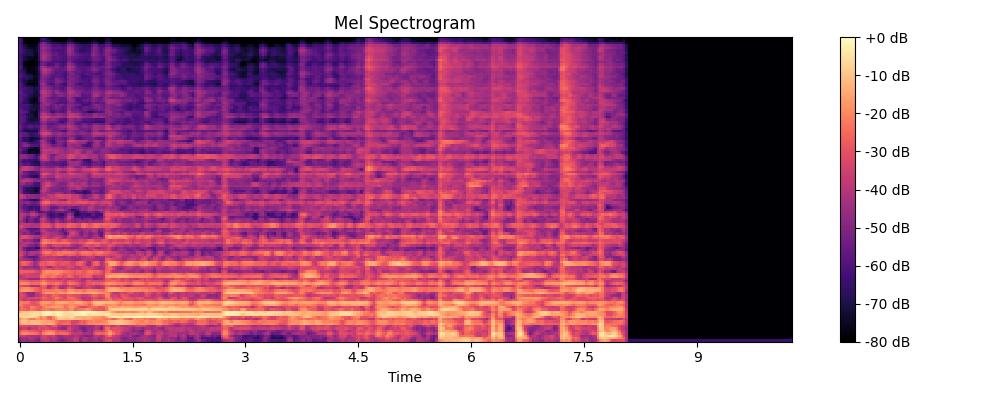 Mel Spectrogram
+0 dB
-10 dB
-20 dB
-30 dB
-40 dB
-50 dB
-60 dB
-70 dB
-80 dB
0
1.5
3
4.5
6
7.5
9
Time